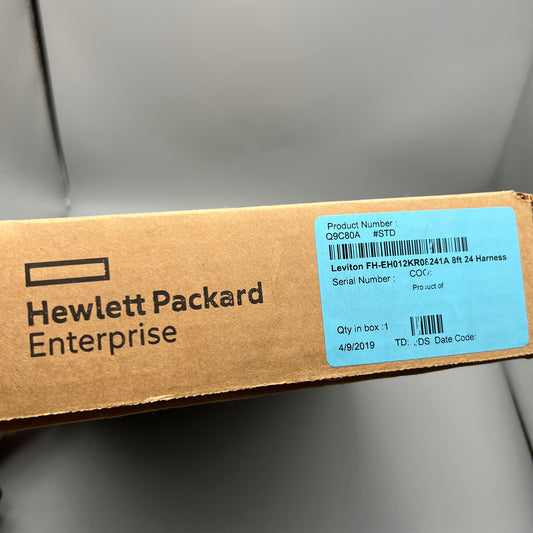 Hewlett Packard
Enterprise
Product Number :
Q9C80A #STD
Leviton FH-EH012KR08241A 8ft 24 Harness
Serial Number : COO:
Product of
Qty in box :1
4/9/2019 TD: Date Code: